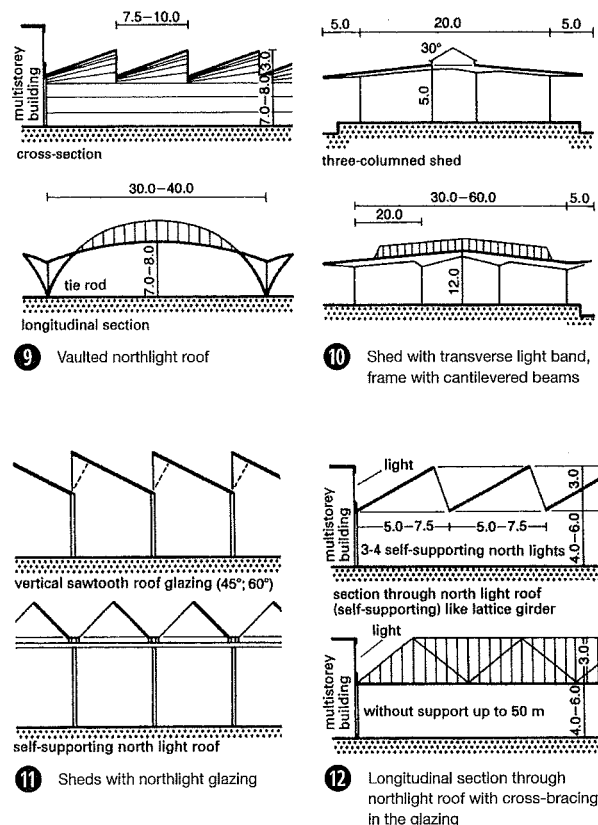 7.5–10.0
multistorey
building
3.0
7.0–8.0
cross-section
30.0–40.0
tie rod
7.0–8.0
longitudinal section
9 Vaulted northlight roof
5.0 20.0 5.0
30°
5.0
three-columned shed
30.0–60.0 5.0
20.0
12.0
10 Shed with transverse light band,
frame with cantilevered beams
vertical sawtooth roof glazing (45°; 60°)
self-supporting north light roof
11 Sheds with northlight glazing
light
multistorey
building
3.0
5.0–7.5 5.0–7.5
4.0–6.0
3-4 self-supporting north lights
section through north light roof
(self-supporting) like lattice girder
light
multistorey
building
3.0
4.0–6.0
without support up to 50 m
12 Longitudinal section through
northlight roof with cross-bracing
in the glazing